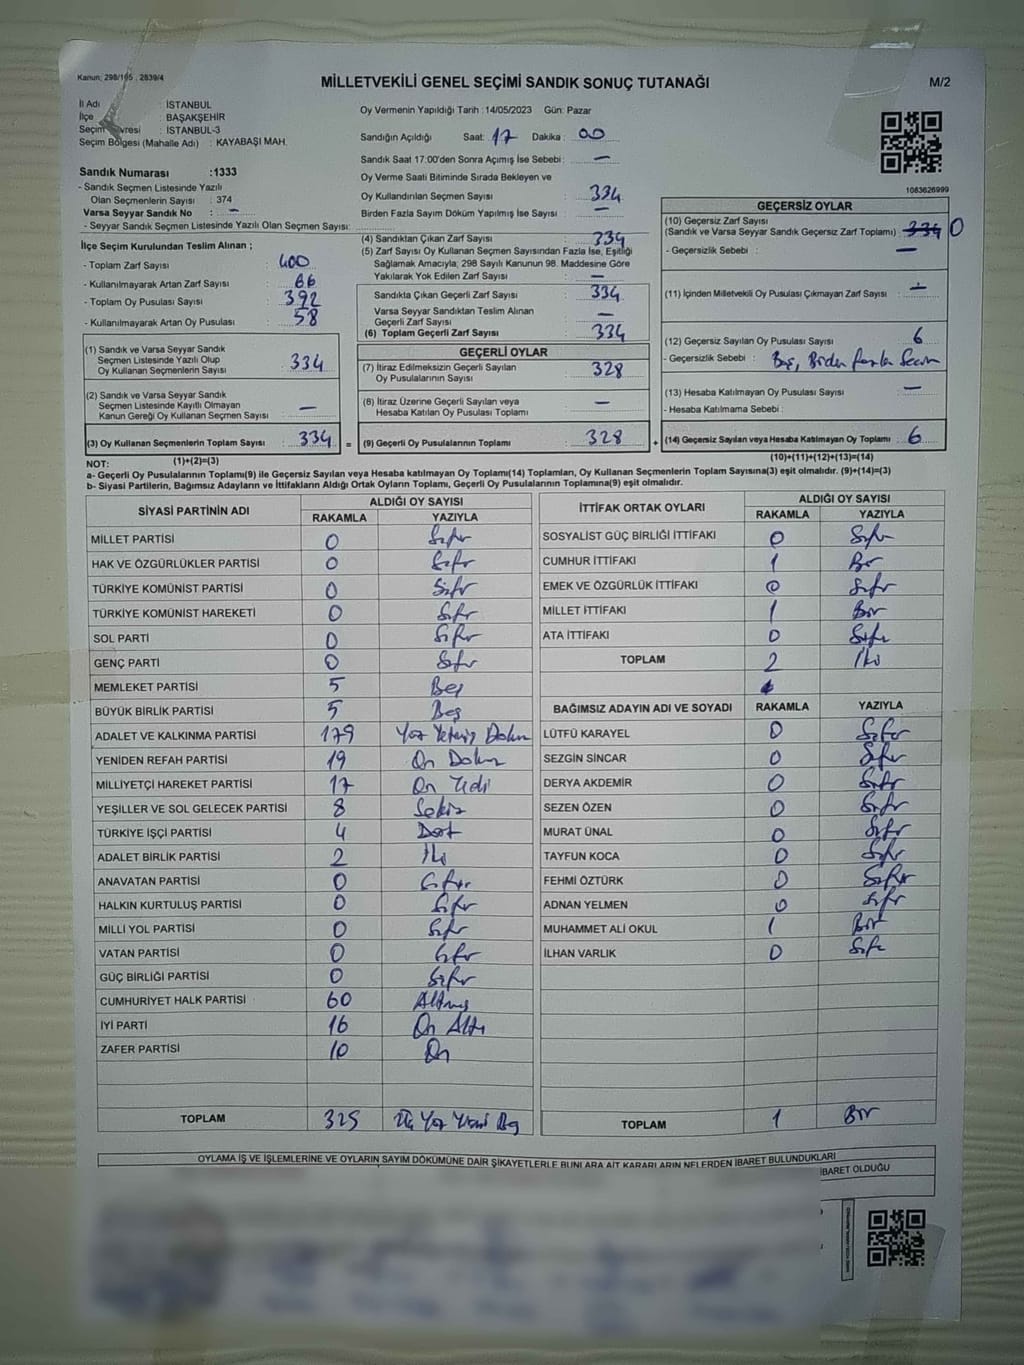 Kanun; 298/105 , 2839/4
MİLLETVEKİLİ GENEL SEÇİMİ SANDIK SONUÇ TUTANAĞI
M/2
İl Adı : İSTANBUL
İlçe : BAŞAKŞEHİR
Seçim Çevresi : İSTANBUL-3
Seçim Bölgesi (Mahalle Adı) : KAYABAŞI MAH.
Sandık Numarası :1333
- Sandık Seçmen Listesinde Yazılı
Olan Seçmenlerin Sayısı : 374
Varsa Seyyar Sandık No : —
- Seyyar Sandık Seçmen Listesinde Yazılı Olan Seçmen Sayısı:
İlçe Seçim Kurulundan Teslim Alınan ;
- Toplam Zarf Sayısı : 400
- Kullanılmayarak Artan Zarf Sayısı : 66
- Toplam Oy Pusulası Sayısı : 392
- Kullanılmayarak Artan Oy Pusulası : 58
Oy Vermenin Yapıldığı Tarih : 14/05/2023 Gün: Pazar
Sandığın Açıldığı Saat: 17 Dakika : 00
Sandık Saat 17:00'den Sonra Açımış İse Sebebi: —
Oy Verme Saati Bitiminde Sırada Bekleyen ve
Oy Kullandırılan Seçmen Sayısı : 334
Birden Fazla Sayım Döküm Yapılmış İse Sayısı : —
(4) Sandıktan Çıkan Zarf Sayısı : 334
(5) Zarf Sayısı Oy Kullanan Seçmen Sayısından Fazla İse, Eşitliği
Sağlamak Amacıyla, 298 Sayılı Kanunun 98. Maddesine Göre
Yakılarak Yok Edilen Zarf Sayısı : —
Sandıkta Çıkan Geçerli Zarf Sayısı : 334
Varsa Seyyar Sandıktan Teslim Alınan
Geçerli Zarf Sayısı : —
(6) Toplam Geçerli Zarf Sayısı : 334
1083626999
GEÇERSİZ OYLAR
(10) Geçersiz Zarf Sayısı
(Sandık ve Varsa Seyyar Sandık Geçersiz Zarf Toplamı) : 334 0
- Geçersizlik Sebebi : —
(11) İçinden Milletvekili Oy Pusulası Çıkmayan Zarf Sayısı : —
(12) Geçersiz Sayılan Oy Pusulası Sayısı : 6
- Geçersizlik Sebebi : Boş, Birden fazla Seçim
(13) Hesaba Katılmayan Oy Pusulası Sayısı : —
- Hesaba Katılmama Sebebi :
(14) Geçersiz Sayılan veya Hesaba Katılmayan Oy Toplamı : 6
(10)+(11)+(12)+(13)=(14)
(1) Sandık ve Varsa Seyyar Sandık
Seçmen Listesinde Yazılı Olup
Oy Kullanan Seçmenlerin Sayısı : 334
(2) Sandık ve Varsa Seyyar Sandık
Seçmen Listesinde Kayıtlı Olmayan
Kanun Gereği Oy Kullanan Seçmen Sayısı : —
(3) Oy Kullanan Seçmenlerin Toplam Sayısı : 334 =
(1)+(2)=(3)
GEÇERLİ OYLAR
(7) İtiraz Edilmeksizin Geçerli Sayılan
Oy Pusulalarının Sayısı : 328
(8) İtiraz Üzerine Geçerli Sayılan veya
Hesaba Katılan Oy Pusulası Toplamı : —
(9) Geçerli Oy Pusulalarının Toplamı : 328 +
NOT:
a- Geçerli Oy Pusulalarının Toplamı(9) ile Geçersiz Sayılan veya Hesaba katılmayan Oy Toplamı(14) Toplamları, Oy Kullanan Seçmenlerin Toplam Sayısına(3) eşit olmalıdır. (9)+(14)=(3)
b- Siyasi Partilerin, Bağımsız Adayların ve İttifakların Aldığı Ortak Oyların Toplamı, Geçerli Oy Pusulalarının Toplamına(9) eşit olmalıdır.
SİYASİ PARTİNİN ADI ALDIĞI OY SAYISI
RAKAMLA YAZIYLA
MİLLET PARTİSİ 0 Sıfır
HAK VE ÖZGÜRLÜKLER PARTİSİ 0 Sıfır
TÜRKİYE KOMÜNİST PARTİSİ 0 Sıfır
TÜRKİYE KOMÜNİST HAREKETİ 0 Sıfır
SOL PARTİ 0 Sıfır
GENÇ PARTİ 0 Sıfır
MEMLEKET PARTİSİ 5 Beş
BÜYÜK BİRLİK PARTİSİ 5 Beş
ADALET VE KALKINMA PARTİSİ 179 Yüz Yetmiş Dokuz
YENİDEN REFAH PARTİSİ 19 On Dokuz
MİLLİYETÇİ HAREKET PARTİSİ 17 On Yedi
YEŞİLLER VE SOL GELECEK PARTİSİ 8 Sekiz
TÜRKİYE İŞÇİ PARTİSİ 4 Dört
ADALET BİRLİK PARTİSİ 2 İki
ANAVATAN PARTİSİ 0 Sıfır
HALKIN KURTULUŞ PARTİSİ 0 Sıfır
MİLLİ YOL PARTİSİ 0 Sıfır
VATAN PARTİSİ 0 Sıfır
GÜÇ BİRLİĞİ PARTİSİ 0 Sıfır
CUMHURİYET HALK PARTİSİ 60 Altmış
İYİ PARTİ 16 On Altı
ZAFER PARTİSİ 10 On
TOPLAM 325 Üç Yüz Yirmi Beş
İTTİFAK ORTAK OYLARI ALDIĞI OY SAYISI
RAKAMLA YAZIYLA
SOSYALİST GÜÇ BİRLİĞİ İTTİFAKI 0 Sıfır
CUMHUR İTTİFAKI 1 Bir
EMEK VE ÖZGÜRLÜK İTTİFAKI 0 Sıfır
MİLLET İTTİFAKI 1 Bir
ATA İTTİFAKI 0 Sıfır
TOPLAM 2 İki
BAĞIMSIZ ADAYIN ADI VE SOYADI RAKAMLA YAZIYLA
LÜTFÜ KARAYEL 0 Sıfır
SEZGİN SİNCAR 0 Sıfır
DERYA AKDEMİR 0 Sıfır
SEZEN ÖZEN 0 Sıfır
MURAT ÜNAL 0 Sıfır
TAYFUN KOCA 0 Sıfır
FEHMİ ÖZTÜRK 0 Sıfır
ADNAN YELMEN 0 Sıfır
MUHAMMET ALİ OKUL 1 Bir
İLHAN VARLIK 0 Sıfır
TOPLAM 1 Bir
OYLAMA İŞ VE İŞLEMLERİNE VE OYLARIN SAYIM DÖKÜMÜNE DAİR ŞİKAYETLERLE BUNLARA AİT KARARLARIN NELERDEN İBARET BULUNDUKLARI
İBARET OLDUĞU